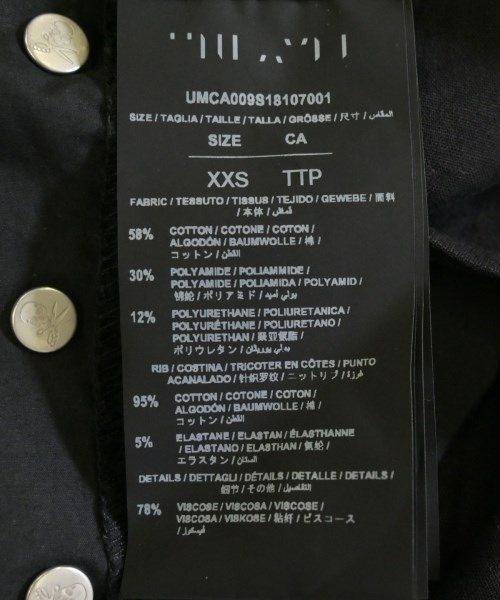 UMCA009S18107001
SIZE / TAGLIA / TAILLE / TALLA / GRÖSSE / 尺寸 / المقاس
SIZE CA
XXS TTP
FABRIC / TESSUTO / TISSUS / TEJIDO / GEWEBE / 面料
/ 本体 / قماش
58% COTTON / COTONE / COTON /
ALGODÓN / BAUMWOLLE / 棉 /
コットン / القطن
30% POLYAMIDE / POLIAMMIDE /
POLYAMIDE / POLIAMIDA / POLYAMID /
锦纶 / ポリアミド / بولي أميد
12% POLYURETHANE / POLIURETANICA /
POLYURÉTHANE / POLIURETANO /
POLYURETHAN / 聚亚氨酯 /
ポリウレタン / بولي يوريثان
RIB / COSTINA / TRICOTER EN CÔTES / PUNTO
ACANALADO / 针织罗纹 / ニットリブ /
95% COTTON / COTONE / COTON /
ALGODÓN / BAUMWOLLE / 棉 /
コットン / القطن
5% ELASTANE / ELASTAN / ÉLASTHANNE
/ ELASTANO / ELASTHAN / 氨纶 /
エラスタン /
DETAILS / DETTAGLI / DÉTAILS / DETALLE / DETAILS /
细节 / その他 / التفاصيل
78% VISCOSE / VISCOSA / VISCOSE /
VISCOSA / VISKOSE / 粘纤 / ビスコース
/ فيسكوز